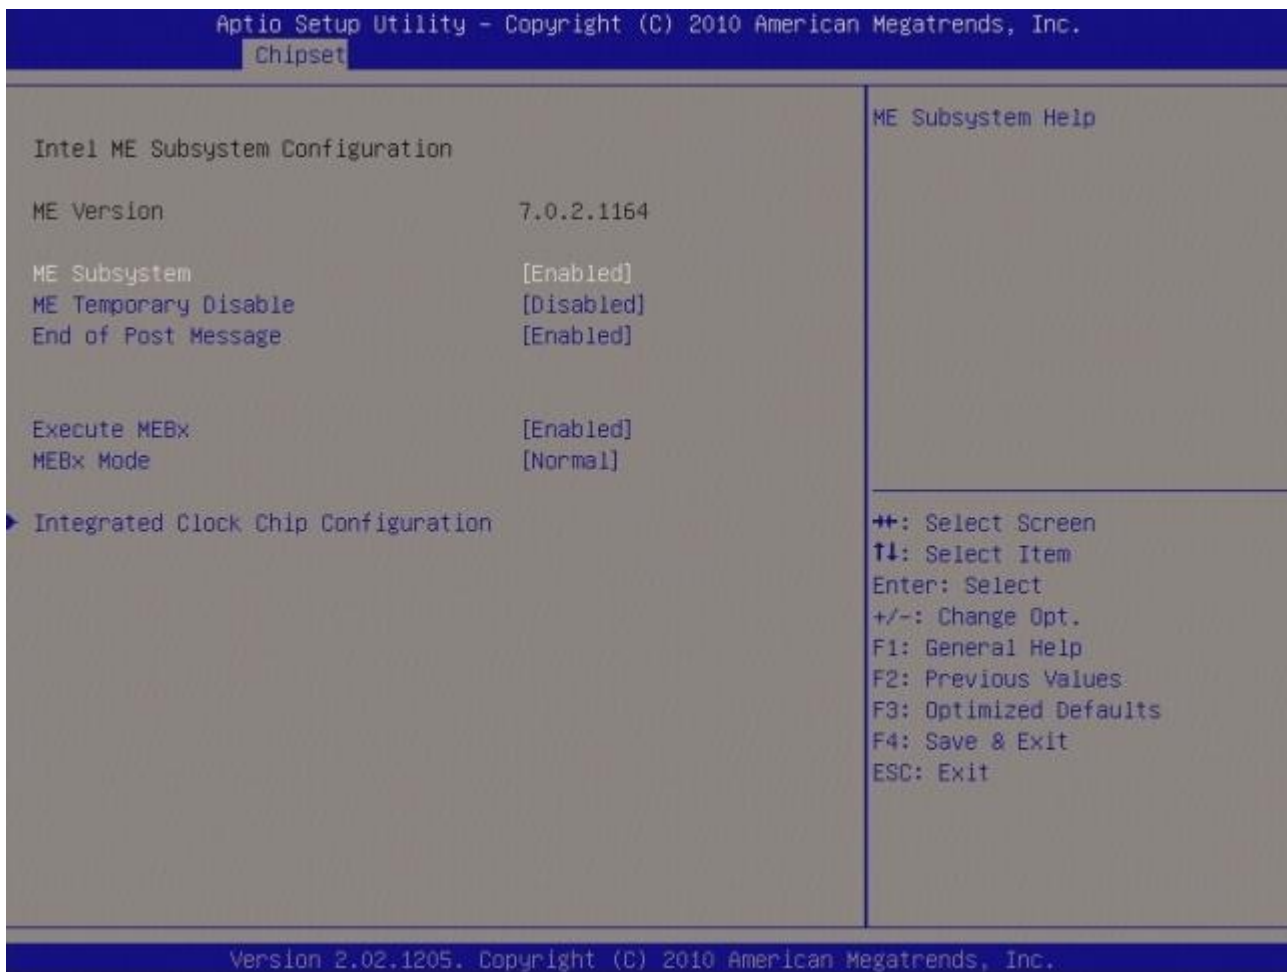 Aptio Setup Utility - Copyright (C) 2010 American Megatrends, Inc.
Chipset
Intel ME Subsystem Configuration
ME Version 7.0.2.1164
ME Subsystem [Enabled]
ME Temporary Disable [Disabled]
End of Post Message [Enabled]
Execute MEBx [Enabled]
MEBx Mode [Normal]
Integrated Clock Chip Configuration
ME Subsystem Help
→←: Select Screen
↑↓: Select Item
Enter: Select
+/-: Change Opt.
F1: General Help
F2: Previous Values
F3: Optimized Defaults
F4: Save & Exit
ESC: Exit
Version 2.02.1205. Copyright (C) 2010 American Megatrends, Inc.